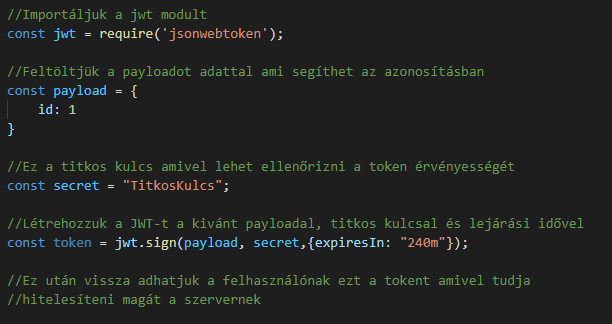 //Importáljuk a jwt modult
const jwt = require('jsonwebtoken');
//Feltöltjük a payloadot adattal ami segíthet az azonosításban
const payload = {
id: 1
}
//Ez a titkos kulcs amivel lehet ellenőrizni a token érvényességét
const secret = "TitkosKulcs";
//Létrehozzuk a JWT-t a kivánt payloadal, titkos kulcsal és lejárási idővel
const token = jwt.sign(payload, secret,{expiresIn: "240m"});
//Ez után vissza adhatjuk a felhasználónak ezt a tokent amivel tudja
//hitelesíteni magát a szervernek